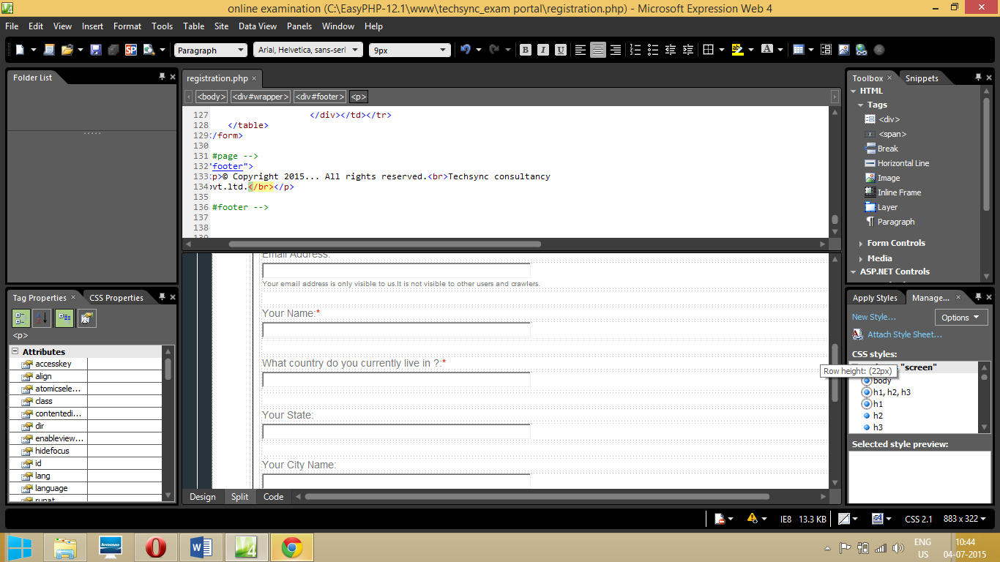 online examination (C:\EasyPHP-12.1\www\techsync_exam portal\registration.php) - Microsoft Expression Web 4
File Edit View Insert Format Tools Table Site Data View Panels Window Help
Paragraph Arial, Helvetica, sans-seri 9px B I U A
Folder List
registration.php
<body> <div#wrapper> <div#footer> <p>
127 </div></td></tr>
128 </table>
129 /form>
130
131 #page -->
132 "footer">
133 p>© Copyright 2015... All rights reserved.<br>Techsync consultancy
134 vt.ltd.</br></p>
135
136 #footer -->
137
138
139
Email Address:
Your email address is only visible to us.It is not visible to other users and crawlers.
Your Name:*
What country do you currently live in ?:*
Your State:
Your City Name:
Design Split Code
Tag Properties CSS Properties
<p>
Attributes
accesskey
align
atomicsele...
class
contentedi...
dir
enableview...
hidefocus
id
lang
language
runat
Toolbox Snippets
HTML
Tags
<div>
<span>
Break
Horizontal Line
Image
Inline Frame
Layer
Paragraph
Form Controls
Media
ASP.NET Controls
Apply Styles Manage...
New Style... Options
Attach Style Sheet...
CSS styles:
"screen"
Row height: (22px)
body
h1, h2, h3
h1
h2
h3
Selected style preview:
IE8 13.3 KB CSS 2.1 883 x 322
lenovo
ENG 10:44
US 04-07-2015